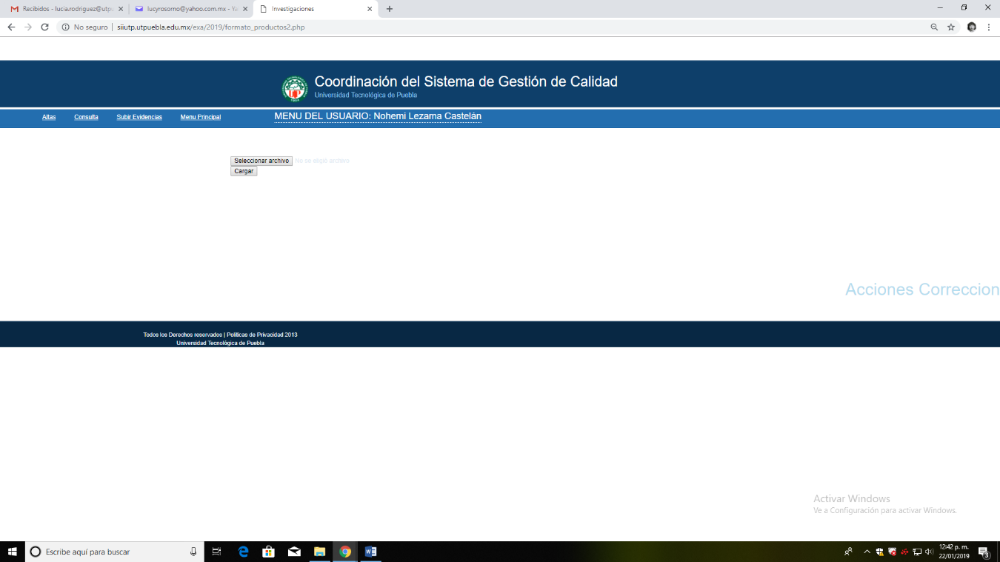 Recibidos - lucia.rodriguez@utp
lucyrosorno@yahoo.com.mx - Ya
Investigaciones
No seguro | siiutp.utpuebla.edu.mx/exa/2019/formato_productos2.php
Coordinación del Sistema de Gestión de Calidad
Universidad Tecnológica de Puebla
Altas Consulta Subir Evidencias Menu Principal MENU DEL USUARIO: Nohemi Lezama Castelán
Seleccionar archivo No se eligió archivo
Cargar
Acciones Correccion
Todos los Derechos reservados | Políticas de Privacidad 2013
Universidad Tecnológica de Puebla
Activar Windows
Ve a Configuración para activar Windows.
Escribe aquí para buscar
12:42 p. m.
22/01/2019
3